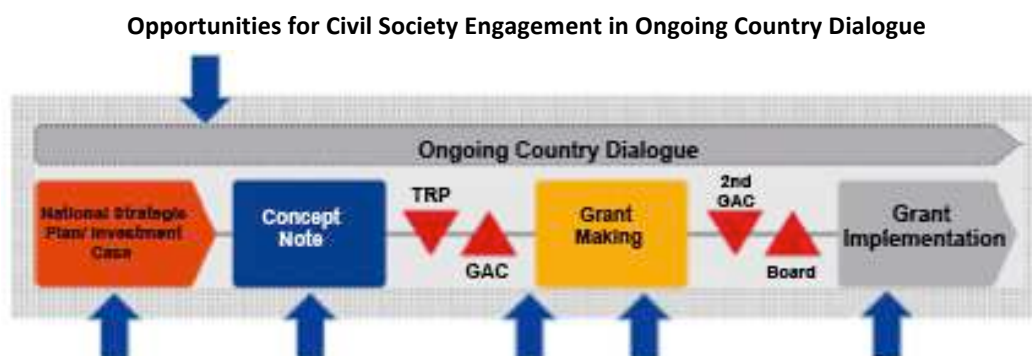 Opportunities for Civil Society Engagement in Ongoing Country Dialogue
Ongoing Country Dialogue
National Strategic
Plan/ Investment
Case
Concept
Note
TRP
GAC
Grant
Making
2nd
GAC
Board
Grant
Implementation